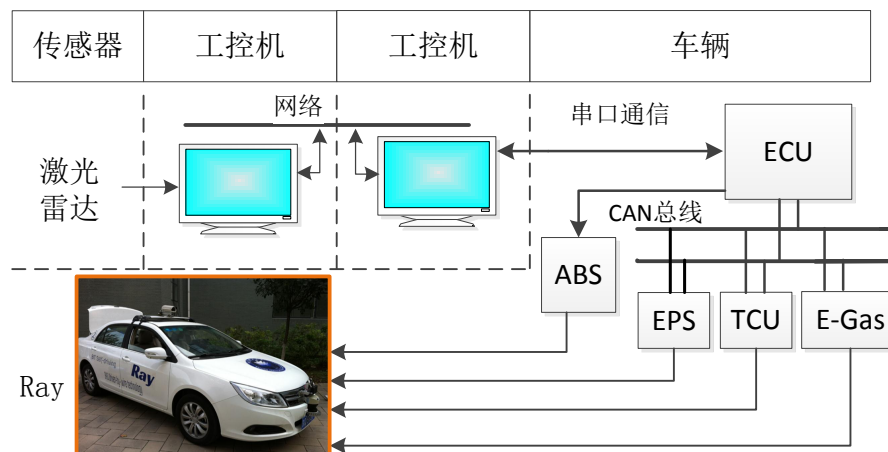 传感器
工控机
工控机
车辆
网络
串口通信
激光
雷达
ECU
CAN总线
ABS
EPS
TCU
E-Gas
Ray
Ray